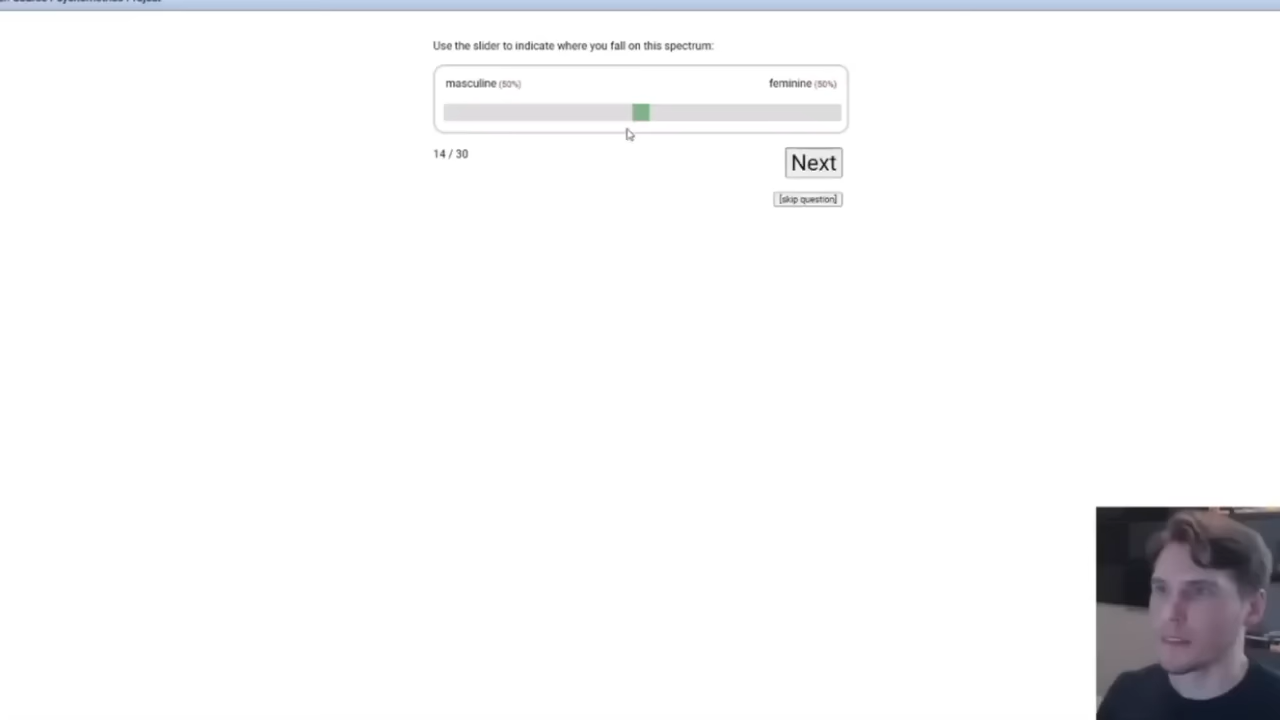 Use the slider to indicate where you fall on this spectrum:
masculine (50%) feminine (50%)
14 / 30
Next
[skip question]